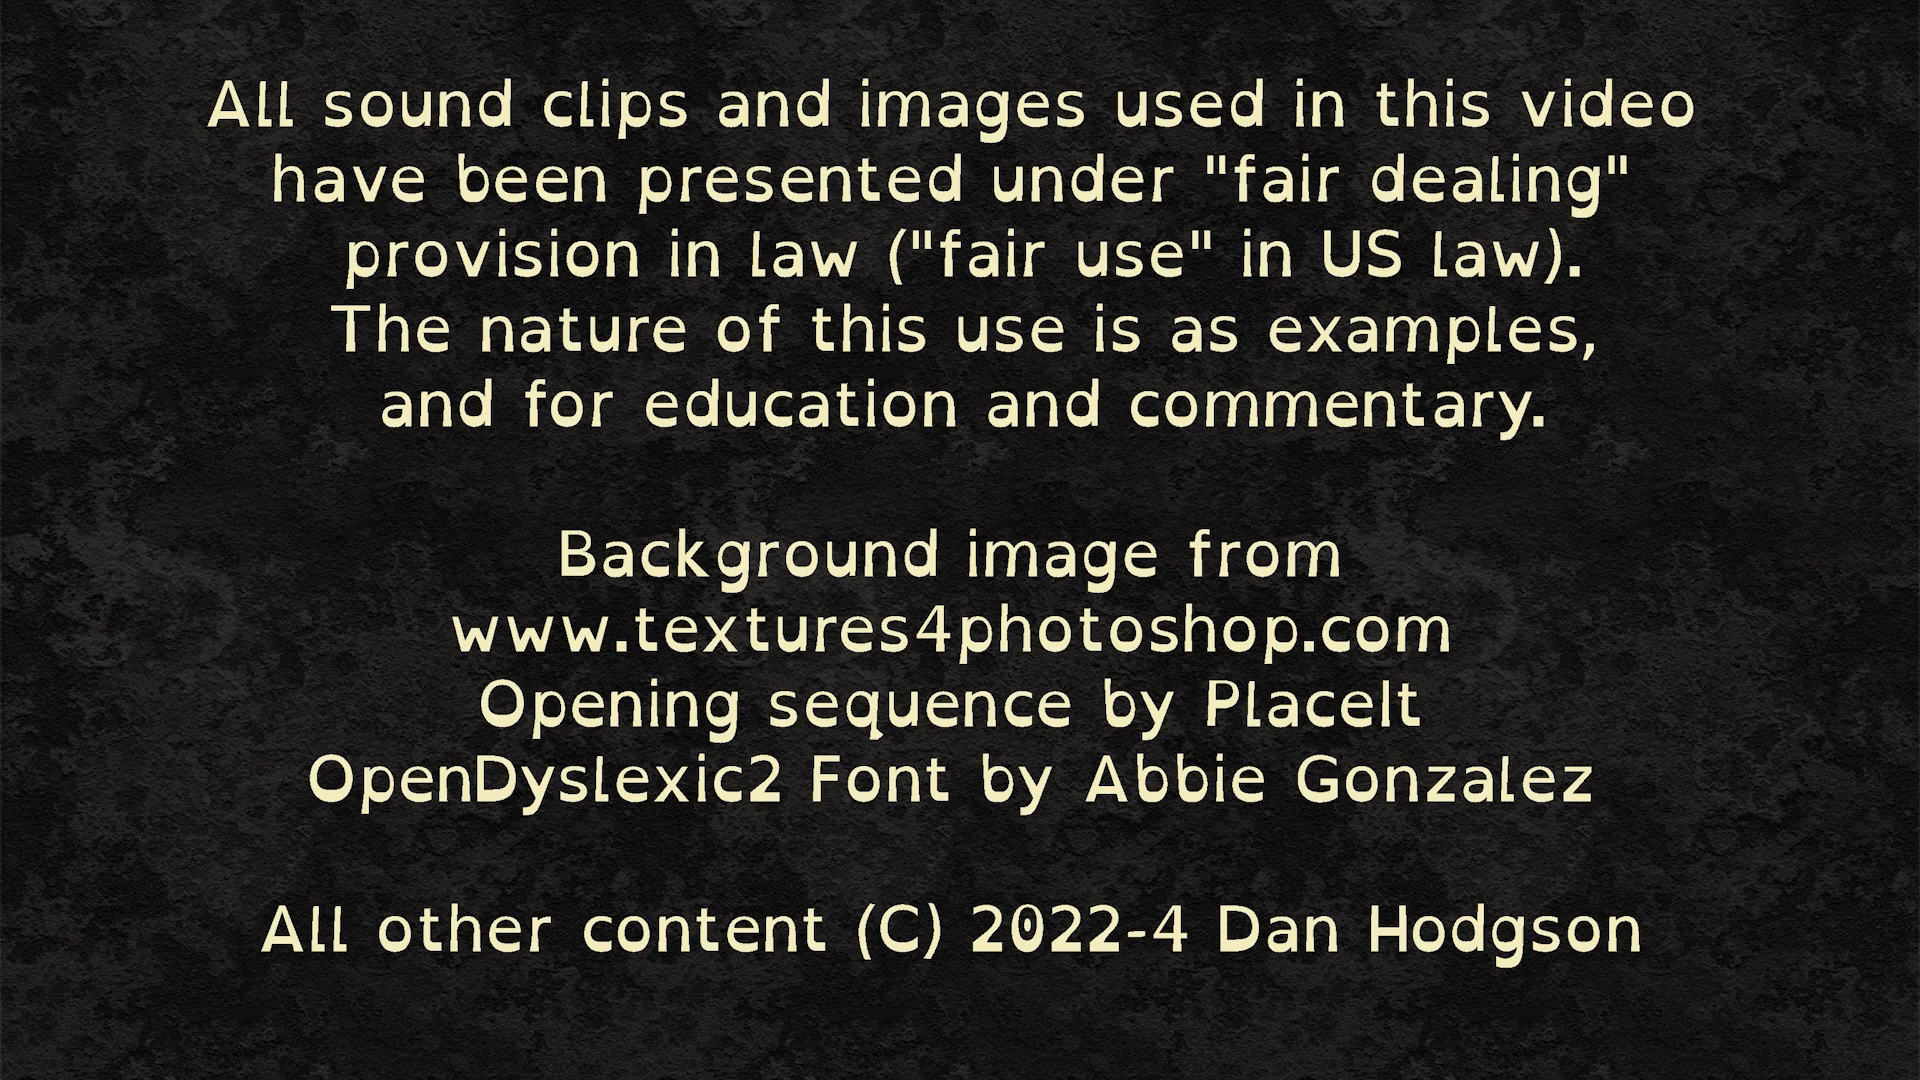 All sound clips and images used in this video
have been presented under "fair dealing"
provision in law ("fair use" in US law).
The nature of this use is as examples,
and for education and commentary.
Background image from
www.textures4photoshop.com
Opening sequence by PlaceIt
OpenDyslexic2 Font by Abbie Gonzalez
All other content (C) 2022-4 Dan Hodgson